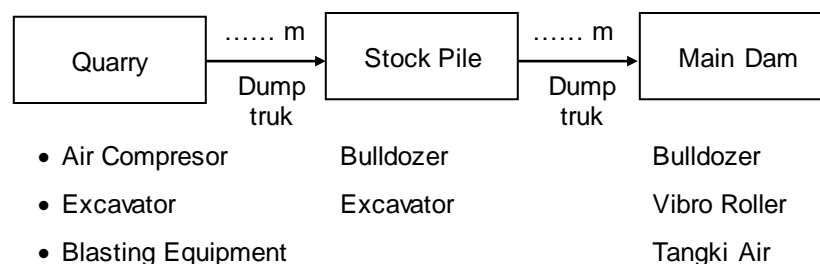 …… m
…… m
Quarry
Stock Pile
Main Dam
Dump
truk
Dump
truk
• Air Compresor
Bulldozer
Bulldozer
• Excavator
Excavator
Vibro Roller
• Blasting Equipment
Tangki Air